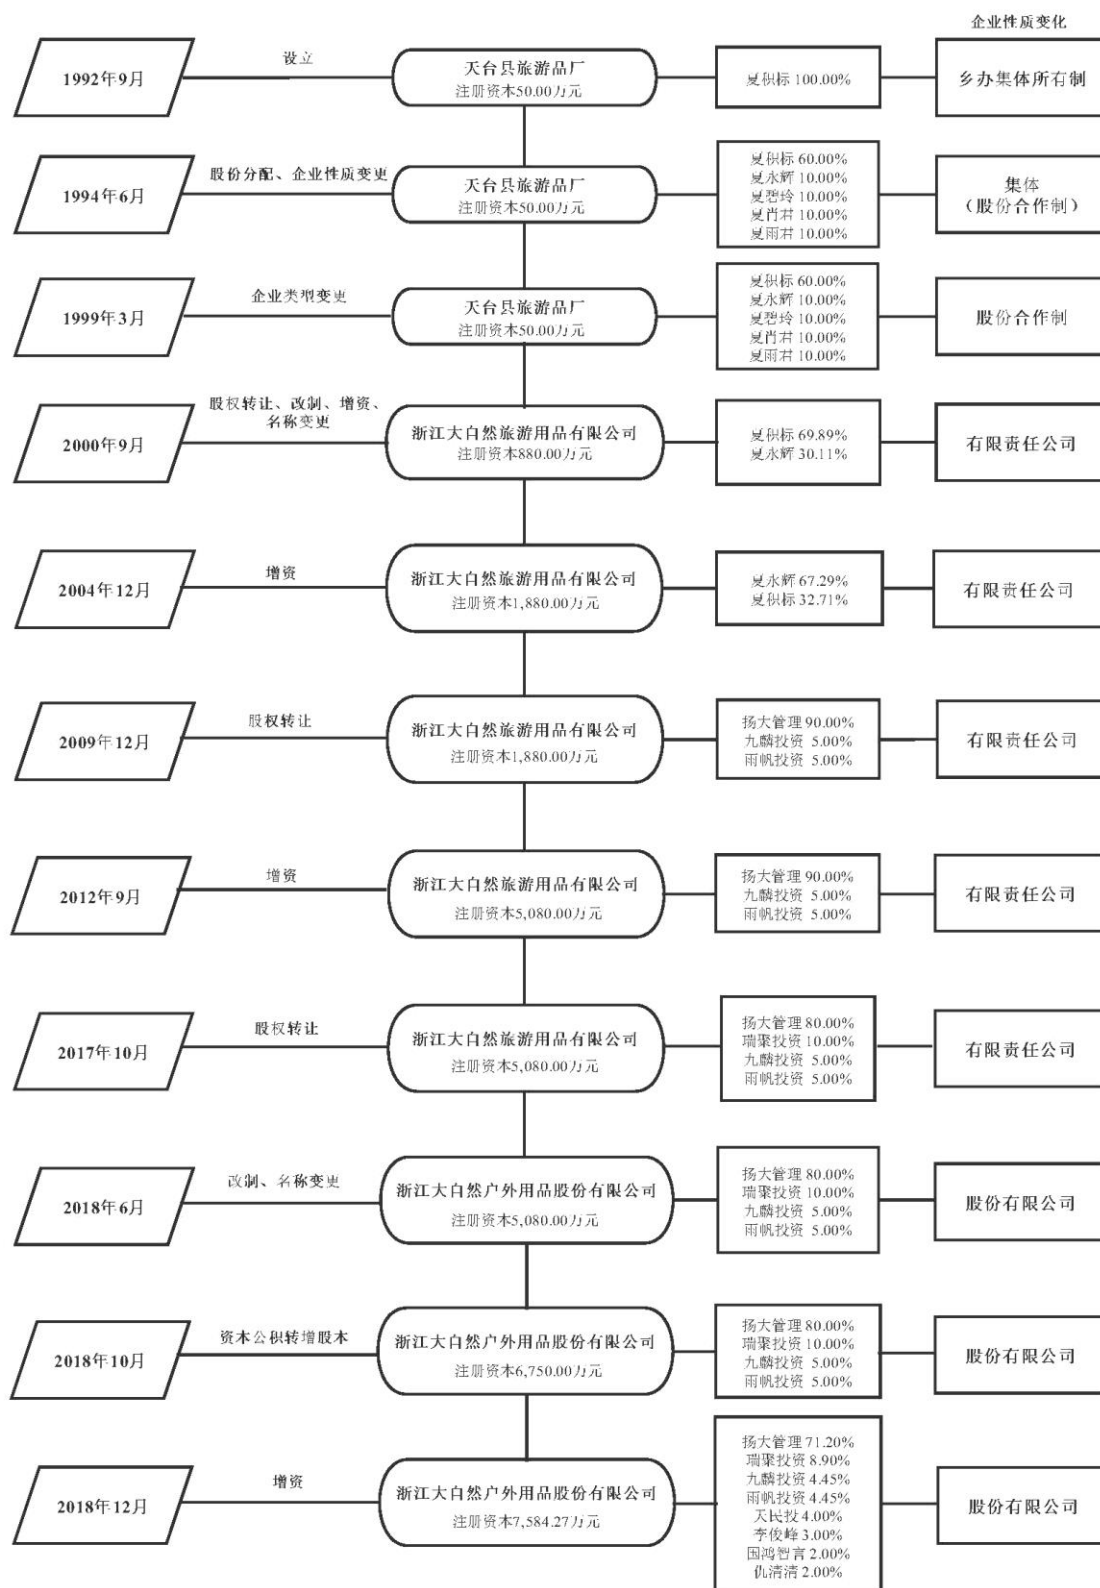 企业性质变化
1992年9月
设立
天台县旅游品厂
注册资本50.00万元
夏积标 100.00%
乡办集体所有制
1994年6月
股份分配、企业性质变更
天台县旅游品厂
注册资本50.00万元
夏积标 60.00%
夏永辉 10.00%
夏碧玲 10.00%
夏肖君 10.00%
夏雨君 10.00%
集体
（股份合作制）
1999年3月
企业类型变更
天台县旅游品厂
注册资本50.00万元
夏积标 60.00%
夏永辉 10.00%
夏碧玲 10.00%
夏肖君 10.00%
夏雨君 10.00%
股份合作制
2000年9月
股权转让、改制、增资、
名称变更
浙江大自然旅游用品有限公司
注册资本880.00万元
夏积标 69.89%
夏永辉 30.11%
有限责任公司
2004年12月
增资
浙江大自然旅游用品有限公司
注册资本1,880.00万元
夏永辉 67.29%
夏积标 32.71%
有限责任公司
2009年12月
股权转让
浙江大自然旅游用品有限公司
注册资本1,880.00万元
扬大管理 90.00%
九麟投资 5.00%
雨帆投资 5.00%
有限责任公司
2012年9月
增资
浙江大自然旅游用品有限公司
注册资本5,080.00万元
扬大管理 90.00%
九麟投资 5.00%
雨帆投资 5.00%
有限责任公司
2017年10月
股权转让
浙江大自然旅游用品有限公司
注册资本5,080.00万元
扬大管理 80.00%
瑞聚投资 10.00%
九麟投资 5.00%
雨帆投资 5.00%
有限责任公司
2018年6月
改制、名称变更
浙江大自然户外用品股份有限公司
注册资本5,080.00万元
扬大管理 80.00%
瑞聚投资 10.00%
九麟投资 5.00%
雨帆投资 5.00%
股份有限公司
2018年10月
资本公积转增股本
浙江大自然户外用品股份有限公司
注册资本6,750.00万元
扬大管理 80.00%
瑞聚投资 10.00%
九麟投资 5.00%
雨帆投资 5.00%
股份有限公司
2018年12月
增资
浙江大自然户外用品股份有限公司
注册资本7,584.27万元
扬大管理 71.20%
瑞聚投资 8.90%
九麟投资 4.45%
雨帆投资 4.45%
天民投 4.00%
李俊峰 3.00%
国鸿智言 2.00%
仇清清 2.00%
股份有限公司